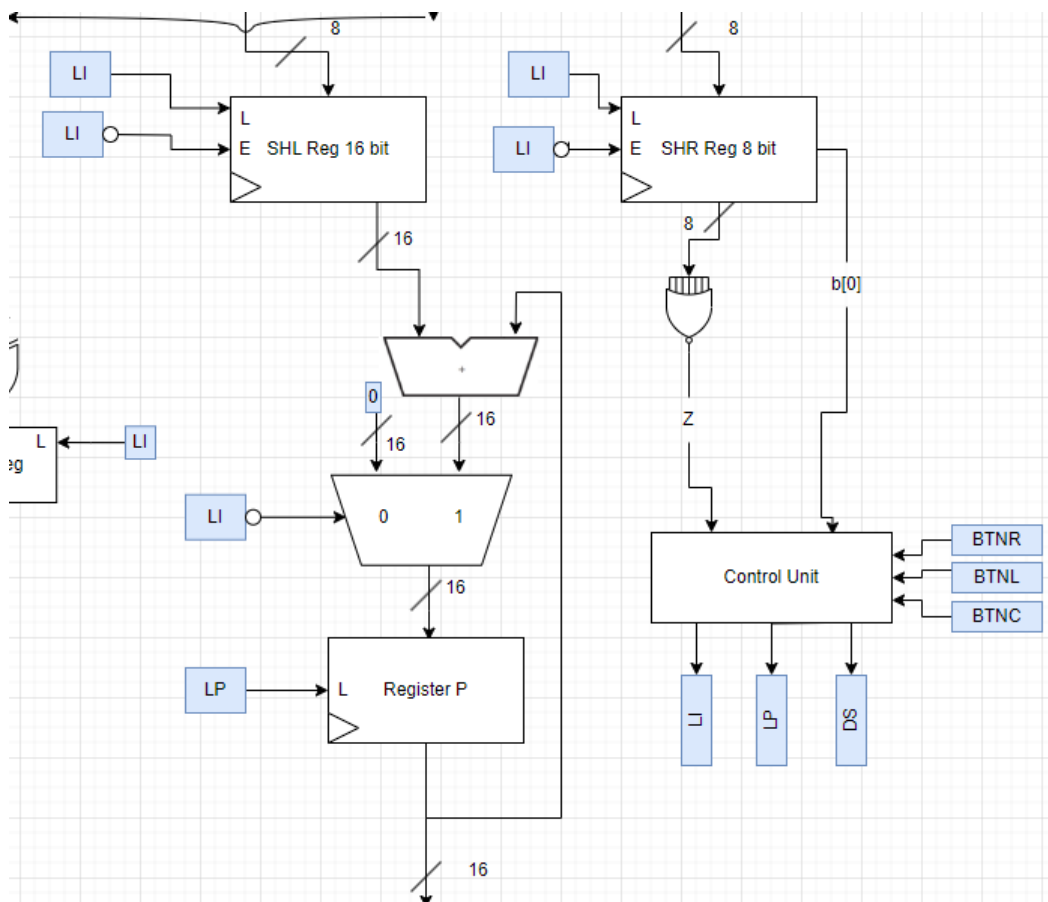 8
8
LI
LI
L
L
LI
E
SHL Reg 16 bit
LI
E
SHR Reg 8 bit
16
8
b[0]
+
0
16
16
Z
L
LI
eg
LI
0
1
Control Unit
BTNR
BTNL
BTNC
16
LP
L
Register P
LI
LP
DS
16